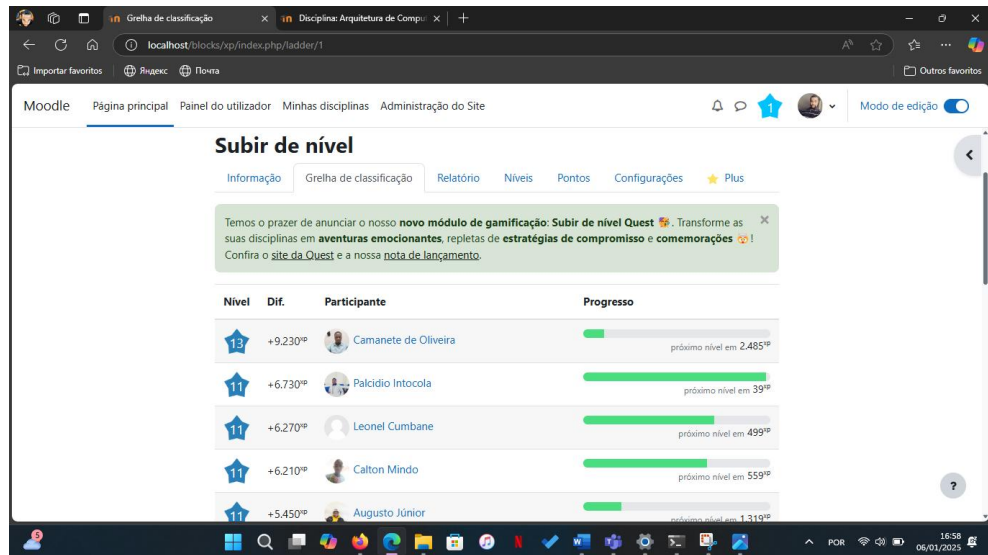 Grelha de classificação
Disciplina: Arquitetura de Compu
localhost/blocks/xp/index.php/ladder/1
Importar favoritos
Яндекс
Почта
Outros favoritos
Moodle
Página principal
Painel do utilizador
Minhas disciplinas
Administração do Site
1
Modo de edição
Subir de nível
Informação
Grelha de classificação
Relatório
Níveis
Pontos
Configurações
Plus
Temos o prazer de anunciar o nosso novo módulo de gamificação: Subir de nível Quest. Transforme as
suas disciplinas em aventuras emocionantes, repletas de estratégias de compromisso e comemorações !
Confira o site da Quest e a nossa nota de lançamento.
Nível Dif. Participante Progresso
13 +9.230xp Camanete de Oliveira
próximo nível em 2.485xp
11 +6.730xp Palcidio Intocola
próximo nível em 39xp
11 +6.270xp Leonel Cumbane
próximo nível em 499xp
11 +6.210xp Calton Mindo
próximo nível em 559xp
11 +5.450xp Augusto Júnior
próximo nível em 1.319xp
?
5
POR
16:58
06/01/2025